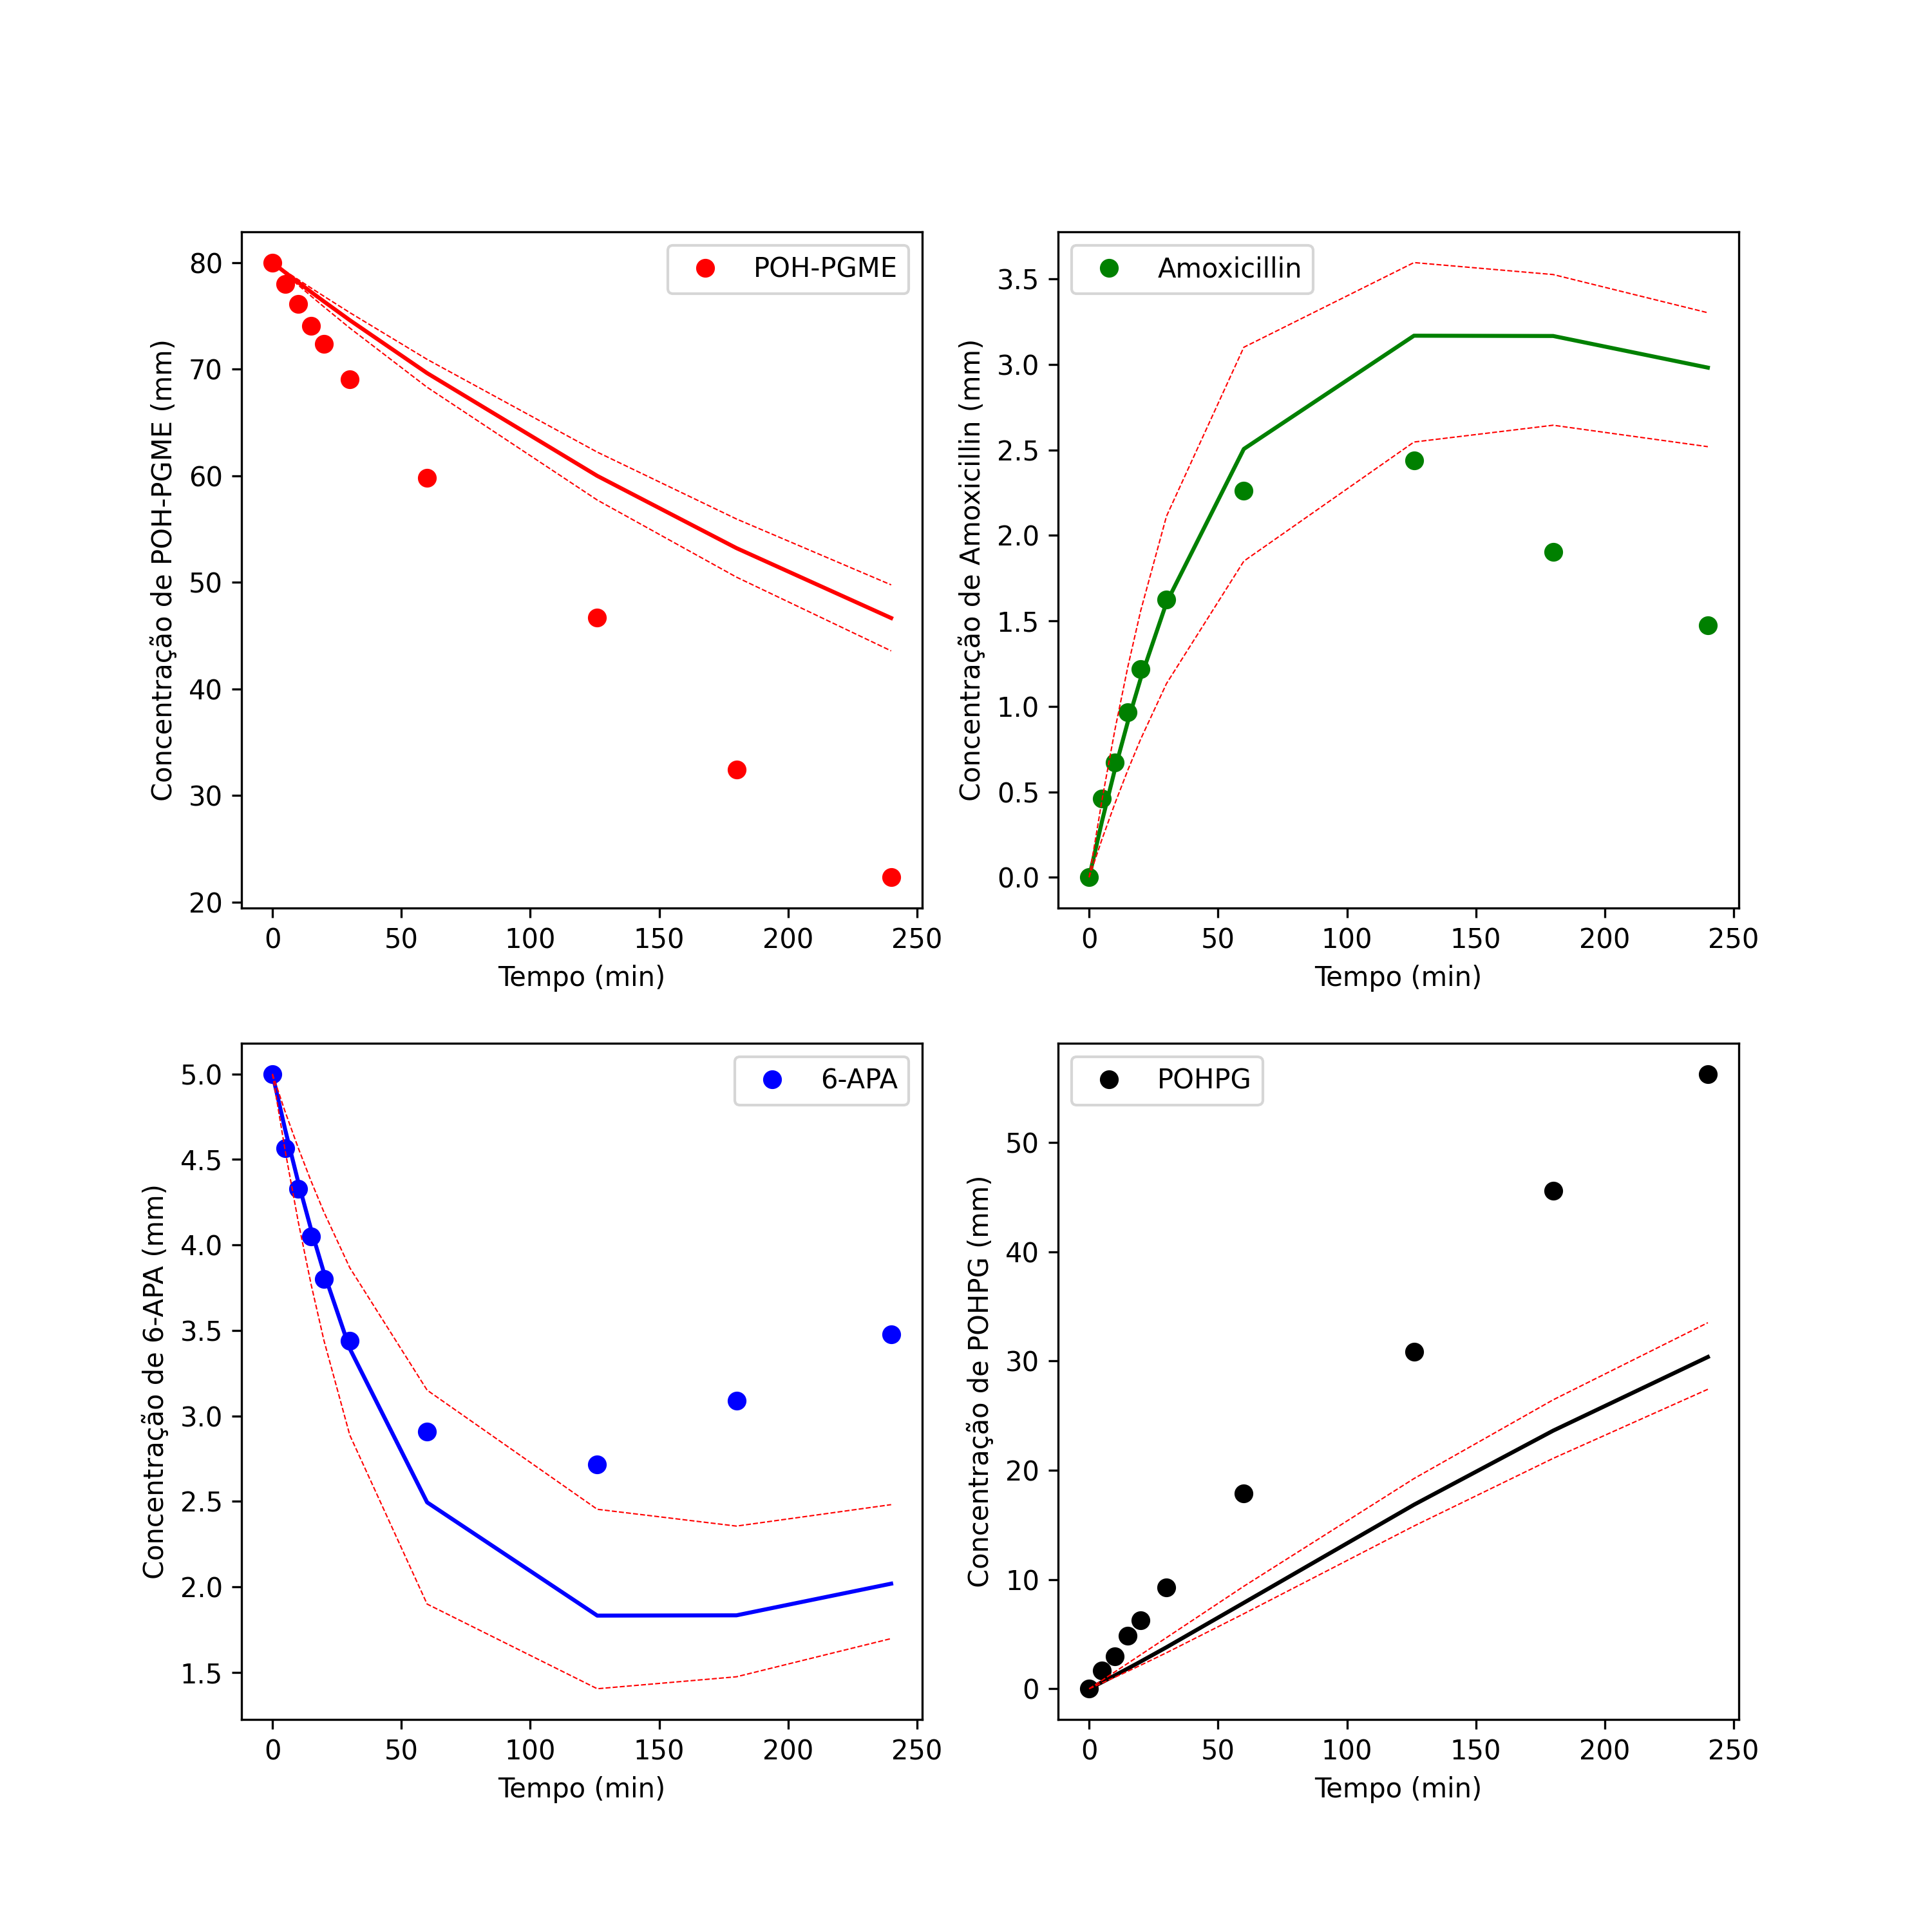 POH-PGME
Concentração de POH-PGME (mm)
80
70
60
50
40
30
20
0 50 100 150 200 250
Tempo (min)
Amoxicillin
Concentração de Amoxicillin (mm)
3.5
3.0
2.5
2.0
1.5
1.0
0.5
0.0
0 50 100 150 200 250
Tempo (min)
6-APA
Concentração de 6-APA (mm)
5.0
4.5
4.0
3.5
3.0
2.5
2.0
1.5
0 50 100 150 200 250
Tempo (min)
POHPG
Concentração de POHPG (mm)
50
40
30
20
10
0
0 50 100 150 200 250
Tempo (min)